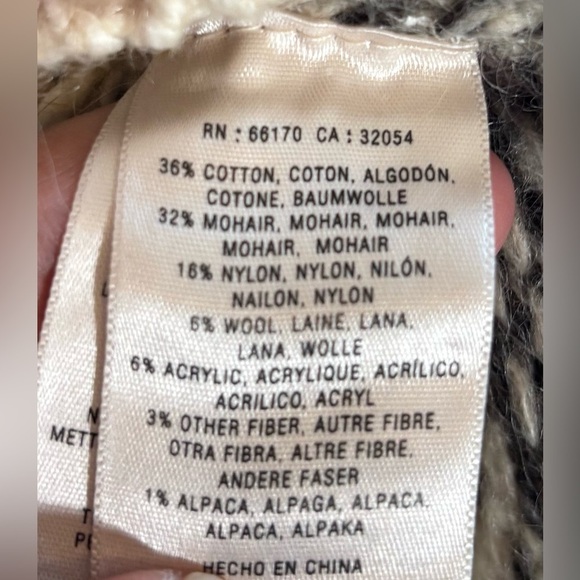 RN : 66170 CA : 32054
36% COTTON, COTON, ALGODÓN,
COTONE, BAUMWOLLE
32% MOHAIR, MOHAIR, MOHAIR,
MOHAIR, MOHAIR
16% NYLON, NYLON, NILÓN,
NAILON, NYLON
6% WOOL, LAINE, LANA,
LANA, WOLLE
6% ACRYLIC, ACRYLIQUE, ACRÍLICO,
ACRILICO, ACRYL
3% OTHER FIBER, AUTRE FIBRE,
OTRA FIBRA, ALTRE FIBRE,
ANDERE FASER
1% ALPACA, ALPAGA, ALPACA,
ALPACA, ALPAKA
HECHO EN CHINA
METT